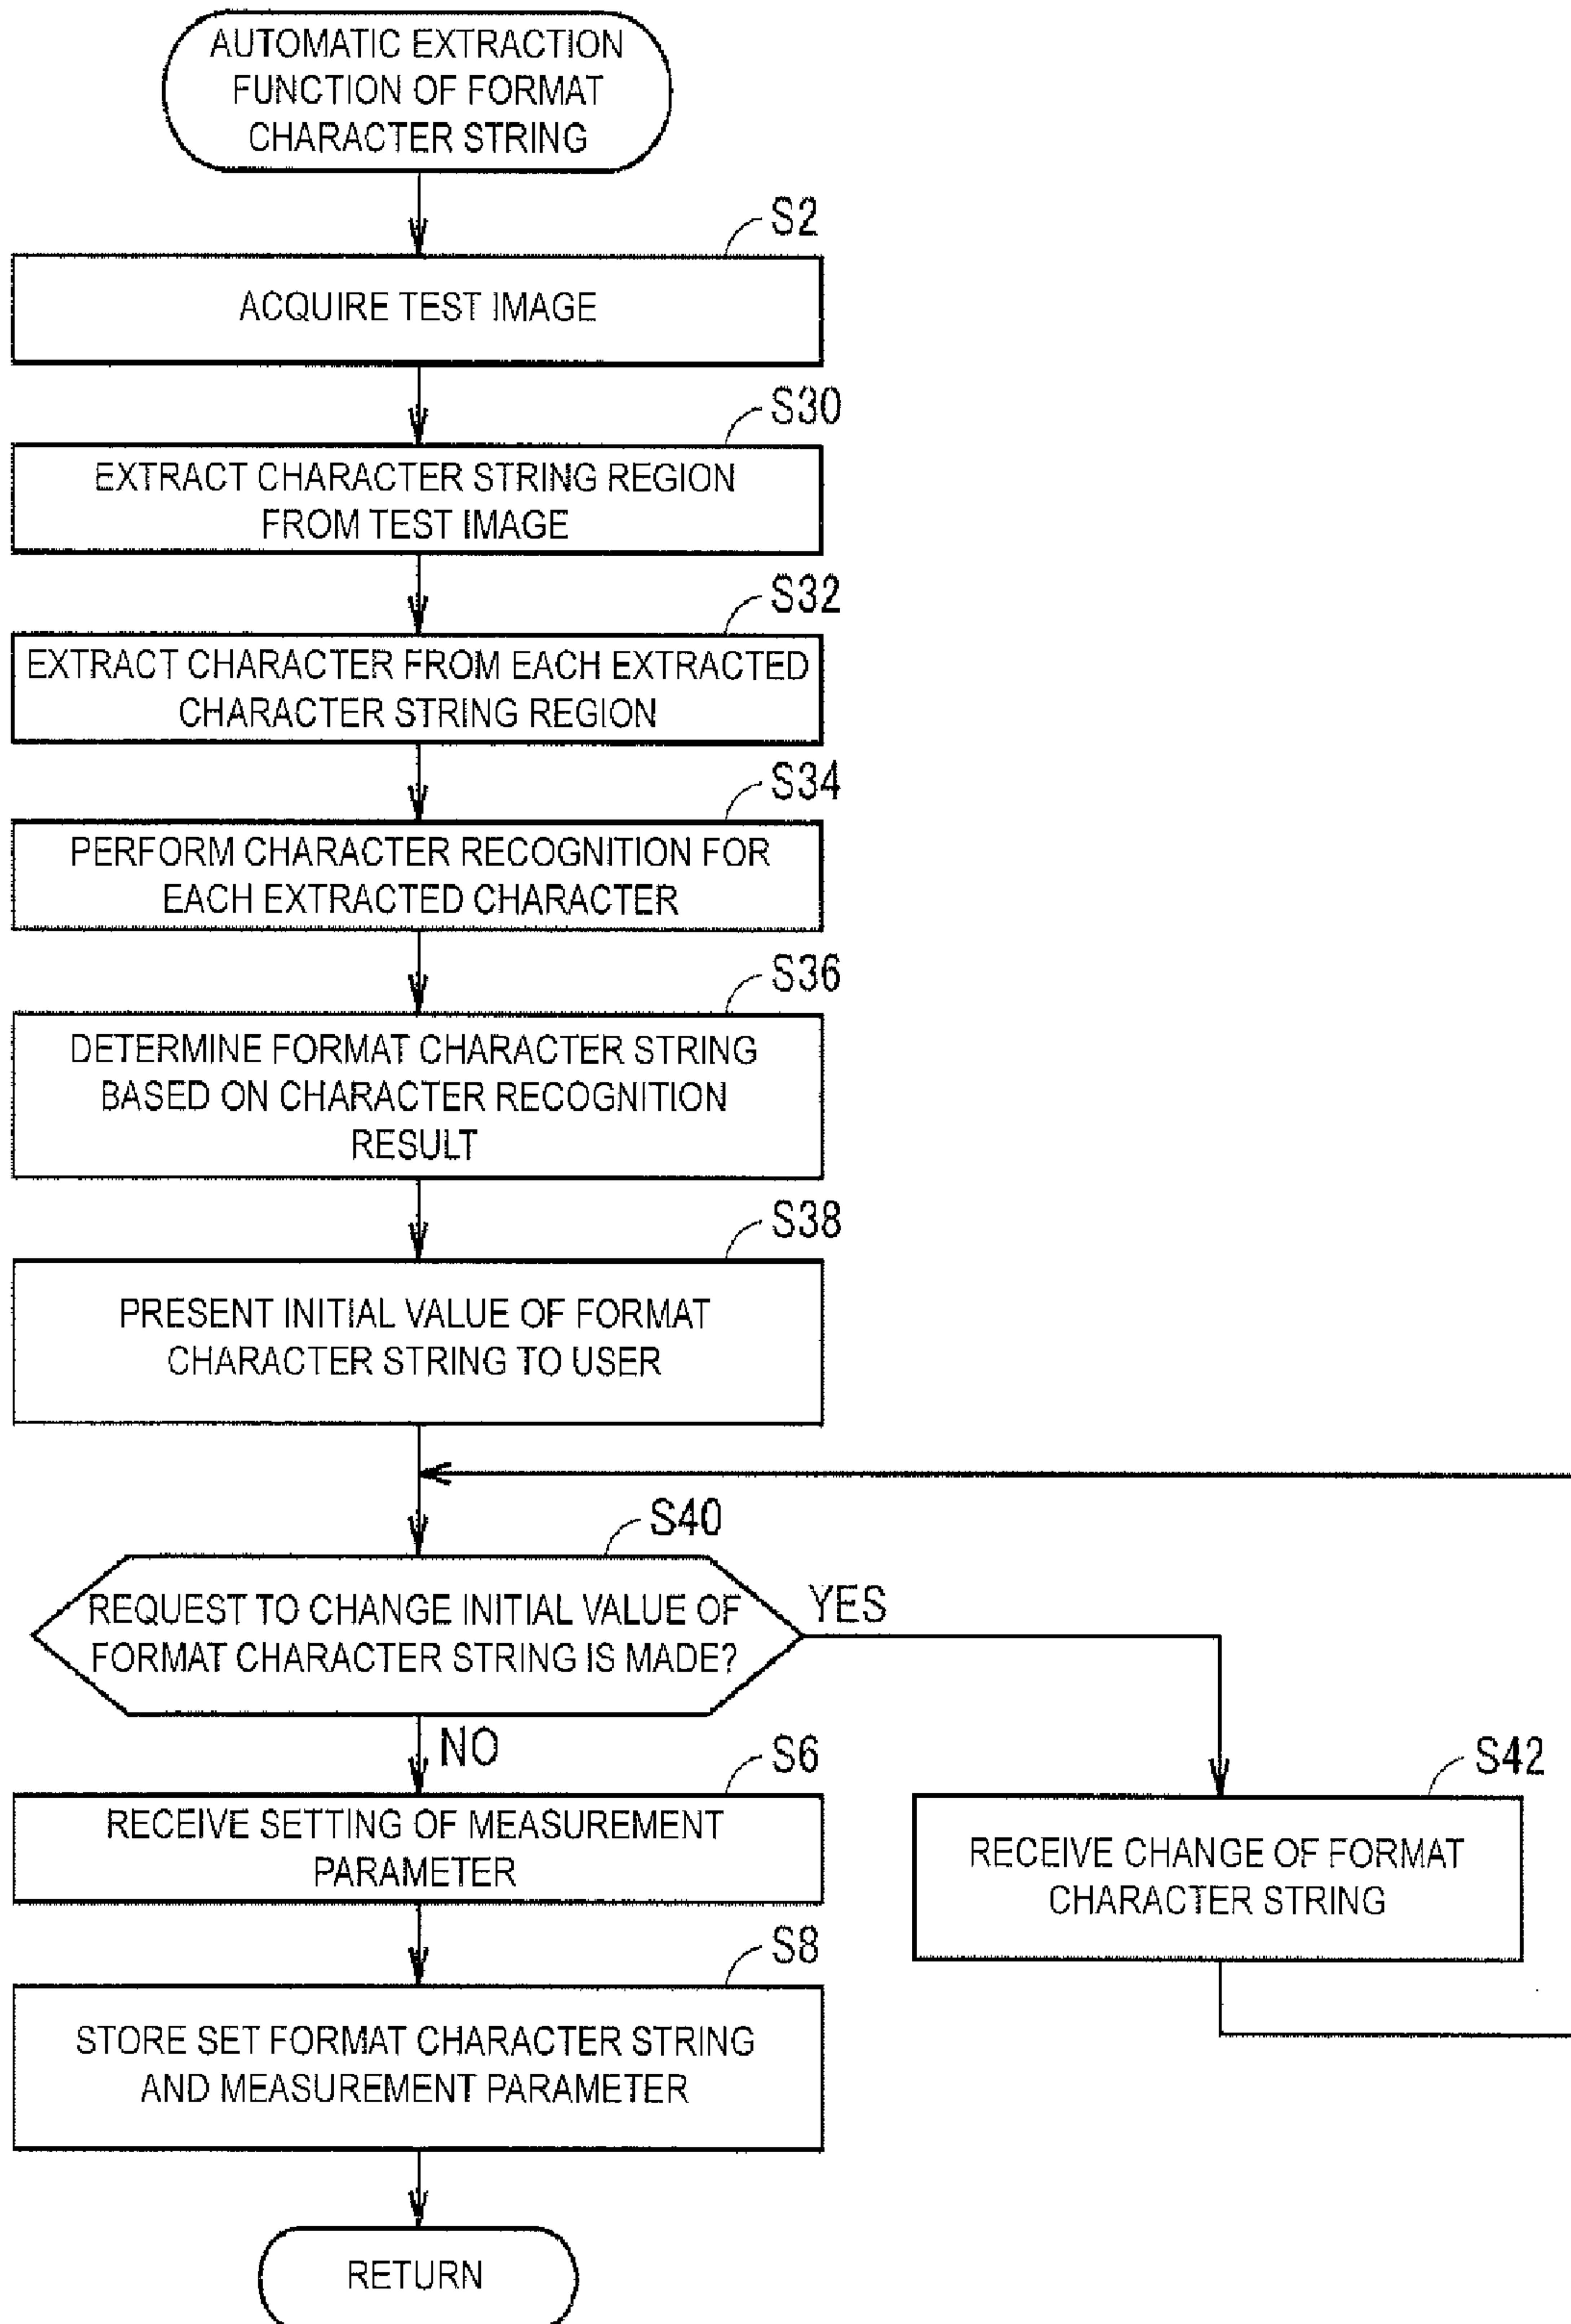 AUTOMATIC EXTRACTION
FUNCTION OF FORMAT
CHARACTER STRING
S2
ACQUIRE TEST IMAGE
S30
EXTRACT CHARACTER STRING REGION
FROM TEST IMAGE
S32
EXTRACT CHARACTER FROM EACH EXTRACTED
CHARACTER STRING REGION
S34
PERFORM CHARACTER RECOGNITION FOR
EACH EXTRACTED CHARACTER
S36
DETERMINE FORMAT CHARACTER STRING
BASED ON CHARACTER RECOGNITION
RESULT
S38
PRESENT INITIAL VALUE OF FORMAT
CHARACTER STRING TO USER
S40
REQUEST TO CHANGE INITIAL VALUE OF
FORMAT CHARACTER STRING IS MADE?
YES
NO
S6
RECEIVE SETTING OF MEASUREMENT
PARAMETER
S42
RECEIVE CHANGE OF FORMAT
CHARACTER STRING
S8
STORE SET FORMAT CHARACTER STRING
AND MEASUREMENT PARAMETER
RETURN